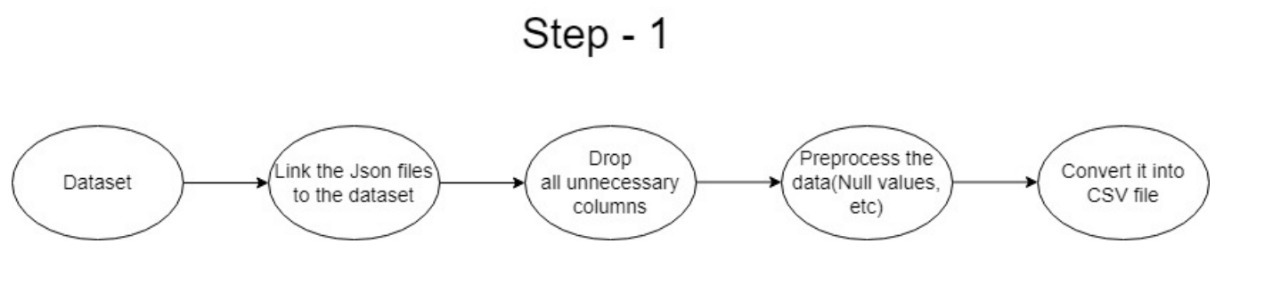 Step - 1
Dataset
Link the Json files
to the dataset
Drop
all unnecessary
columns
Preprocess the
data(Null values,
etc)
Convert it into
CSV file